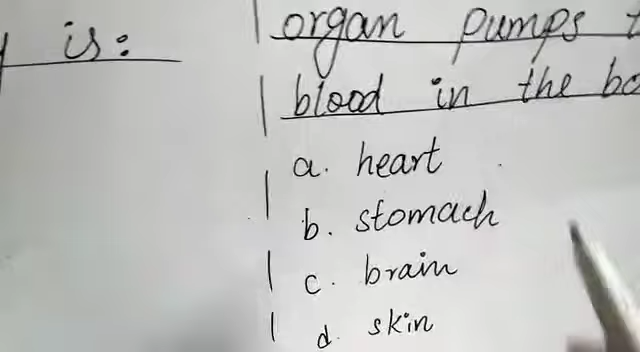 is:
organ pumps
blood in the
a. heart
b. stomach
c. brain
d. skin